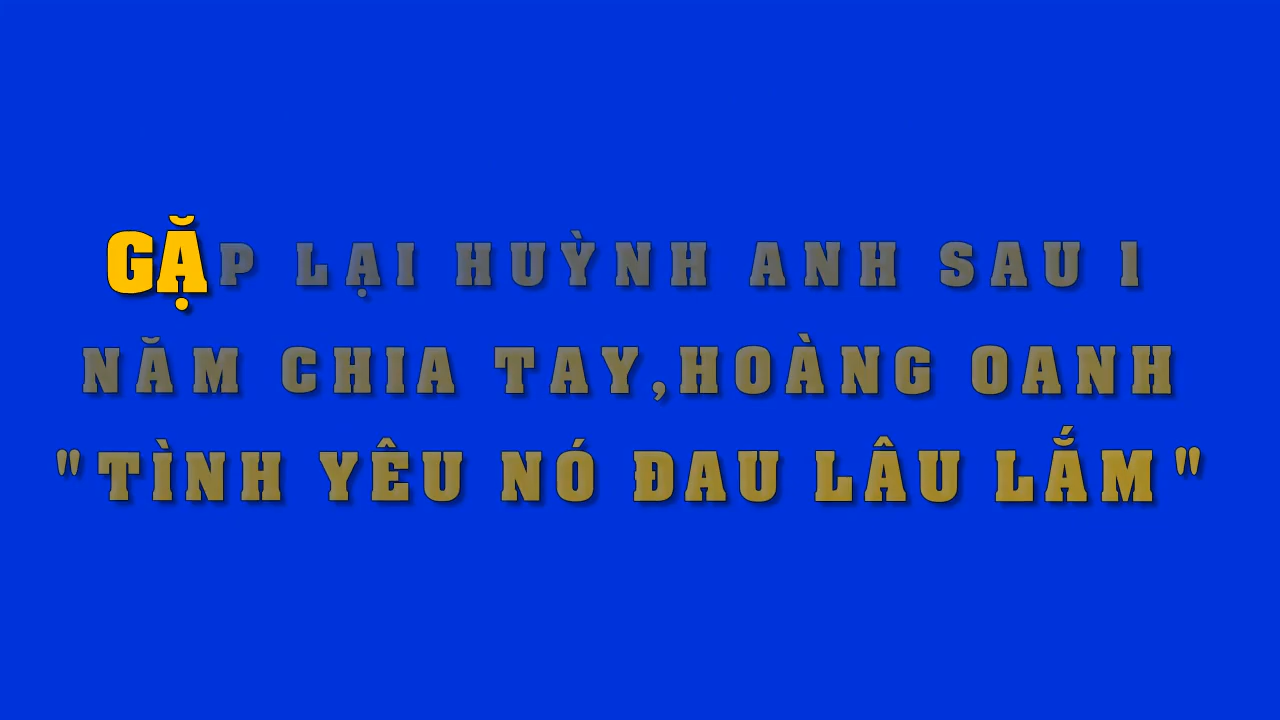 GẶP LẠI HUỲNH ANH SAU 1
NĂM CHIA TAY,HOÀNG OANH
"TÌNH YÊU NÓ ĐAU LÂU LẮM"